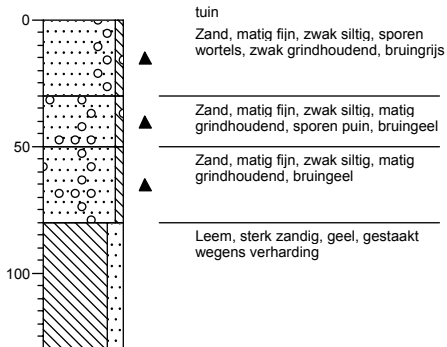 0
tuin
Zand, matig fijn, zwak siltig, sporen
wortels, zwak grindhoudend, bruingrijs
Zand, matig fijn, zwak siltig, matig
grindhoudend, sporen puin, bruingeel
50
Zand, matig fijn, zwak siltig, matig
grindhoudend, bruingeel
Leem, sterk zandig, geel, gestaakt
wegens verharding
100